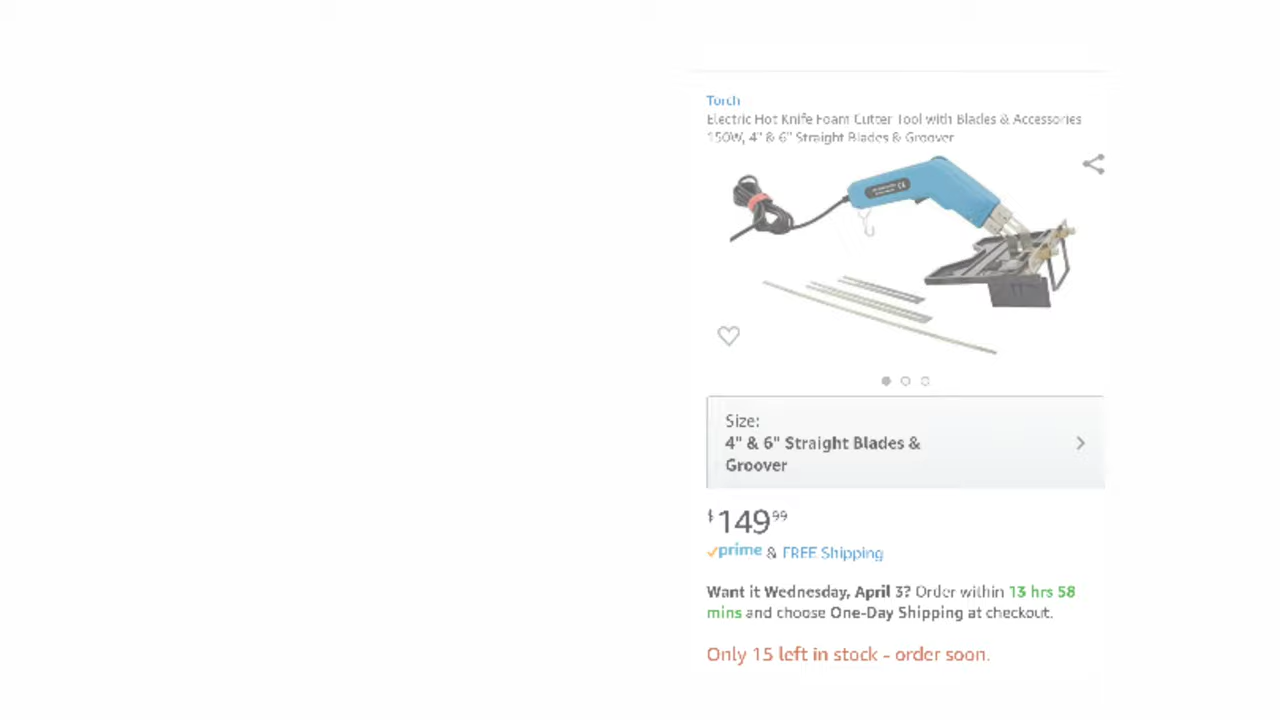 Torch
Electric Hot Knife Foam Cutter Tool with Blades & Accessories
150W, 4" & 6" Straight Blades & Groover
Size:
4" & 6" Straight Blades &
Groover
$149.99
prime & FREE Shipping
Want it Wednesday, April 3? Order within 13 hrs 58
mins and choose One-Day Shipping at checkout.
Only 15 left in stock - order soon.